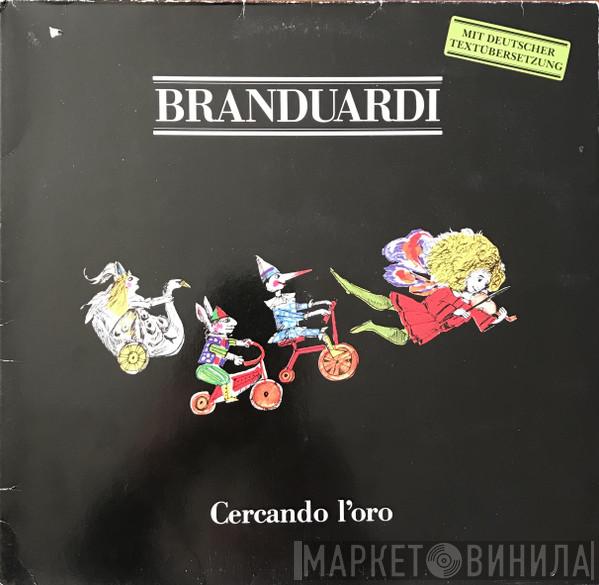 MIT DEUTSCHER
TEXTÜBERSETZUNG
BRANDUARDI
Cercando l'oro
МАРКЕТ ВИНИЛА